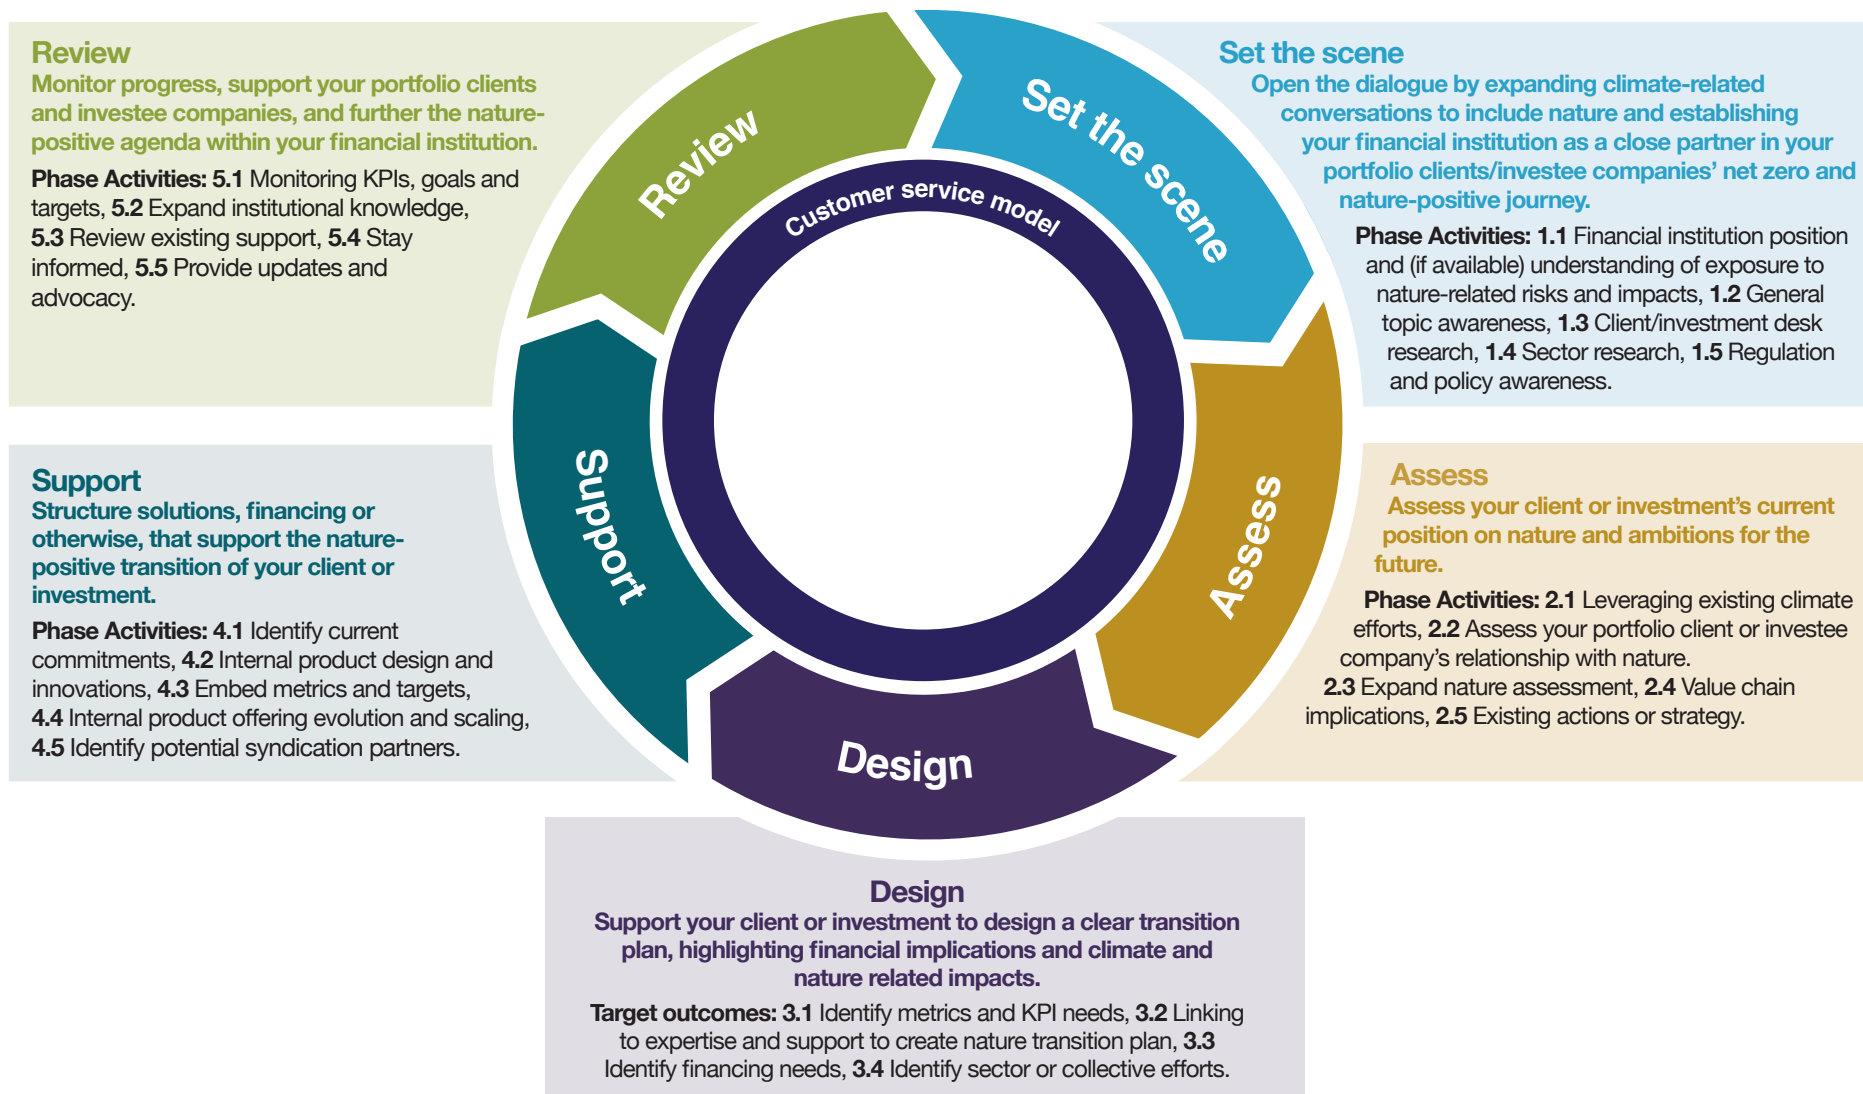 Review
Monitor progress, support your portfolio clients
and investee companies, and further the nature-
positive agenda within your financial institution.
Phase Activities: 5.1 Monitoring KPIs, goals and
targets, 5.2 Expand institutional knowledge,
5.3 Review existing support, 5.4 Stay
informed, 5.5 Provide updates and
advocacy.
Set the scene
Open the dialogue by expanding climate-related
conversations to include nature and establishing
your financial institution as a close partner in your
portfolio clients/investee companies’ net zero and
nature-positive journey.
Phase Activities: 1.1 Financial institution position
and (if available) understanding of exposure to
nature-related risks and impacts, 1.2 General
topic awareness, 1.3 Client/investment desk
research, 1.4 Sector research, 1.5 Regulation
and policy awareness.
Review
Set the scene
Customer service model
Support
Assess
Design
Support
Structure solutions, financing or
otherwise, that support the nature-
positive transition of your client or
investment.
Phase Activities: 4.1 Identify current
commitments, 4.2 Internal product design and
innovations, 4.3 Embed metrics and targets,
4.4 Internal product offering evolution and scaling,
4.5 Identify potential syndication partners.
Assess
Assess your client or investment’s current
position on nature and ambitions for the
future.
Phase Activities: 2.1 Leveraging existing climate
efforts, 2.2 Assess your portfolio client or investee
company’s relationship with nature.
2.3 Expand nature assessment, 2.4 Value chain
implications, 2.5 Existing actions or strategy.
Design
Support your client or investment to design a clear transition
plan, highlighting financial implications and climate and
nature related impacts.
Target outcomes: 3.1 Identify metrics and KPI needs, 3.2 Linking
to expertise and support to create nature transition plan, 3.3
Identify financing needs, 3.4 Identify sector or collective efforts.